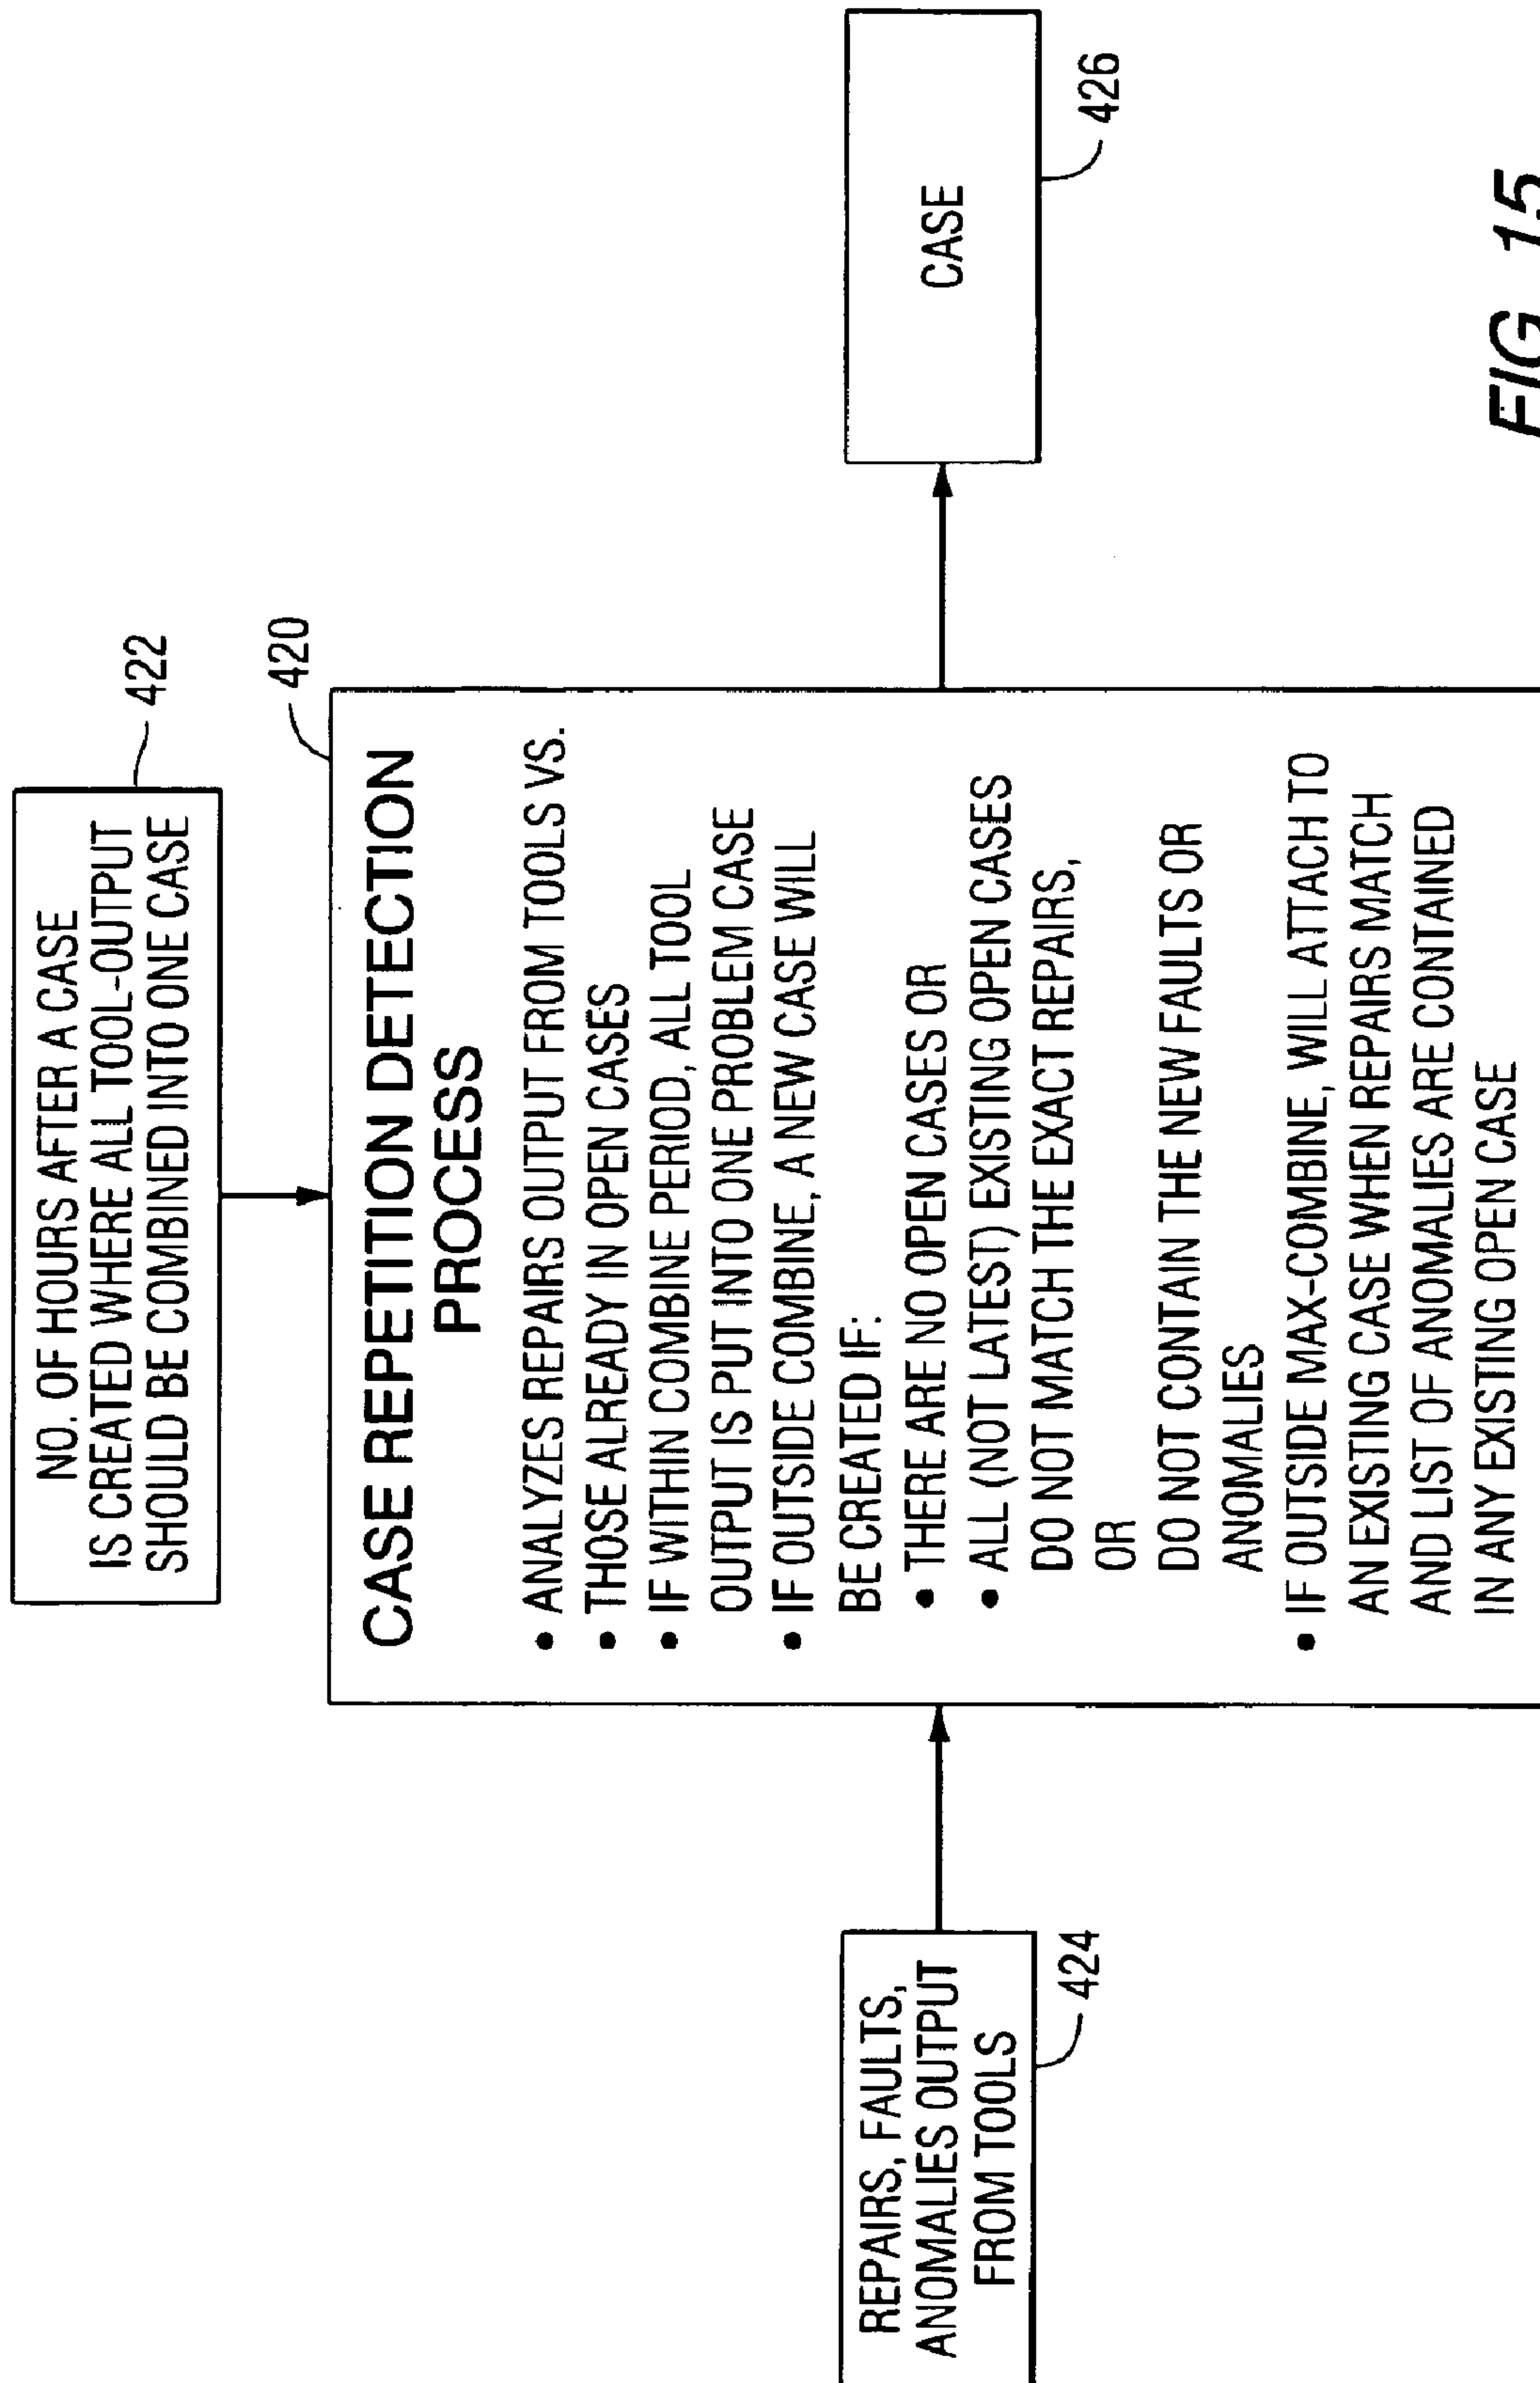 NO. OF HOURS AFTER A CASE
IS CREATED WHERE ALL TOOL-OUTPUT
SHOULD BE COMBINED INTO ONE CASE
422
420
CASE REPETITION DETECTION
PROCESS
• ANALYZES REPAIRS OUTPUT FROM TOOLS VS.
• THOSE ALREADY IN OPEN CASES
• IF WITHIN COMBINE PERIOD, ALL TOOL
OUTPUT IS PUT INTO ONE PROBLEM CASE
• IF OUTSIDE COMBINE, A NEW CASE WILL
BE CREATED IF:
• THERE ARE NO OPEN CASES OR
• ALL (NOT LATEST) EXISTING OPEN CASES
DO NOT MATCH THE EXACT REPAIRS,
OR
DO NOT CONTAIN THE NEW FAULTS OR
ANOMALIES
• IF OUTSIDE MAX-COMBINE, WILL ATTACH TO
AN EXISTING CASE WHEN REPAIRS MATCH
AND LIST OF ANOMALIES ARE CONTAINED
IN ANY EXISTING OPEN CASE
REPAIRS, FAULTS,
ANOMALIES OUTPUT
FROM TOOLS
424
CASE
426
FIG. 15